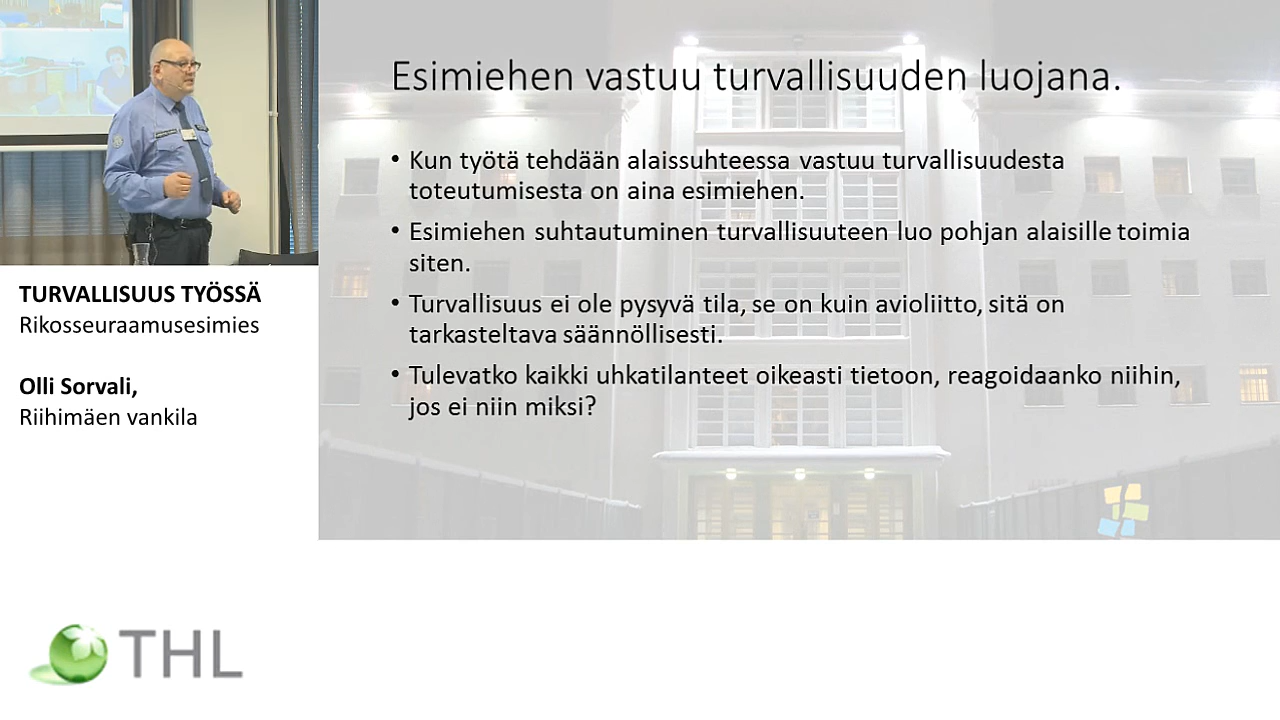 Esimiehen vastuu turvallisuuden luojana.
• Kun työtä tehdään alaissuhteessa vastuu turvallisuudesta
toteutumisesta on aina esimiehen.
• Esimiehen suhtautuminen turvallisuuteen luo pohjan alaisille toimia
siten.
• Turvallisuus ei ole pysyvä tila, se on kuin avioliitto, sitä on
tarkasteltava säännöllisesti.
• Tulevatko kaikki uhkatilanteet oikeasti tietoon, reagoidaanko niihin,
jos ei niin miksi?
TURVALLISUUS TYÖSSÄ
Rikosseuraamusesimies
Olli Sorvali,
Riihimäen vankila
THL